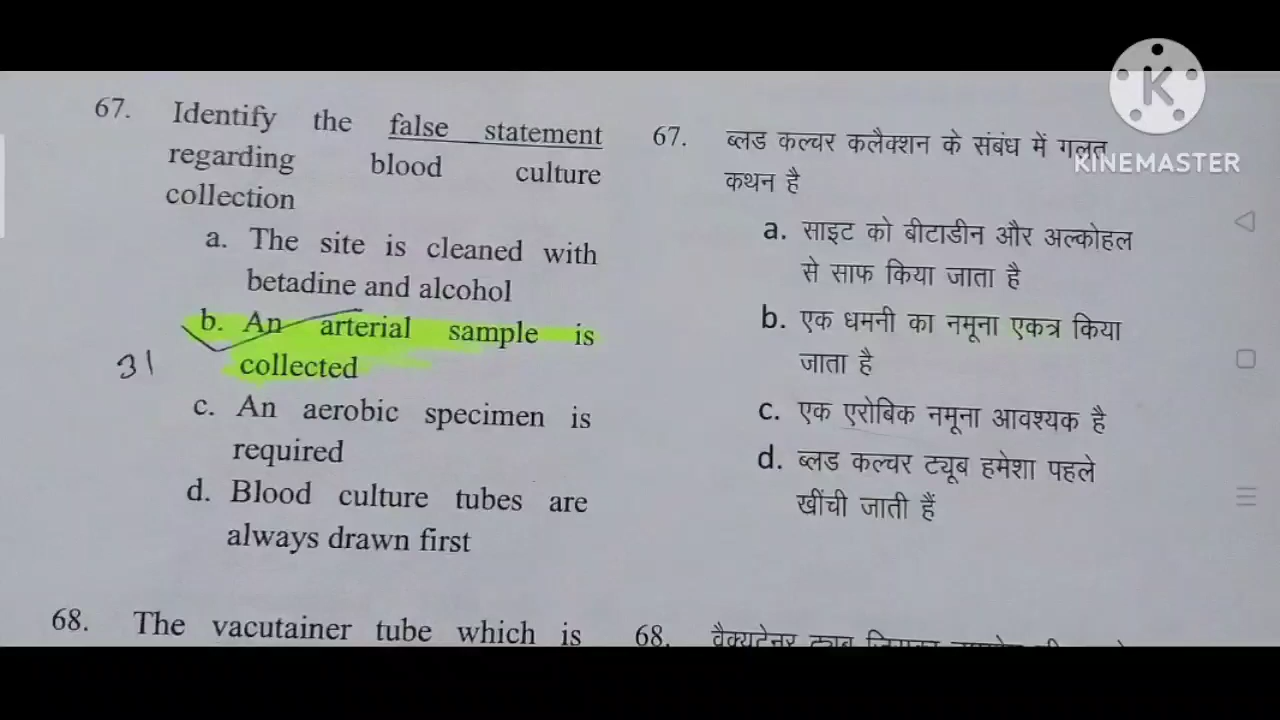 67. Identify the false statement
regarding blood culture
collection
a. The site is cleaned with
betadine and alcohol
b. An arterial sample is
collected
c. An aerobic specimen is
required
d. Blood culture tubes are
always drawn first
31
68. The vacutainer tube which is
67. ब्लड कल्चर कलैक्शन के संबंध में गलत
कथन है
a. साइट को बीटाडीन और अल्कोहल
से साफ किया जाता है
b. एक धमनी का नमूना एकत्र किया
जाता है
c. एक एरोबिक नमूना आवश्यक है
d. ब्लड कल्चर ट्यूब हमेशा पहले
खींची जाती हैं
68.
K
KINEMASTER